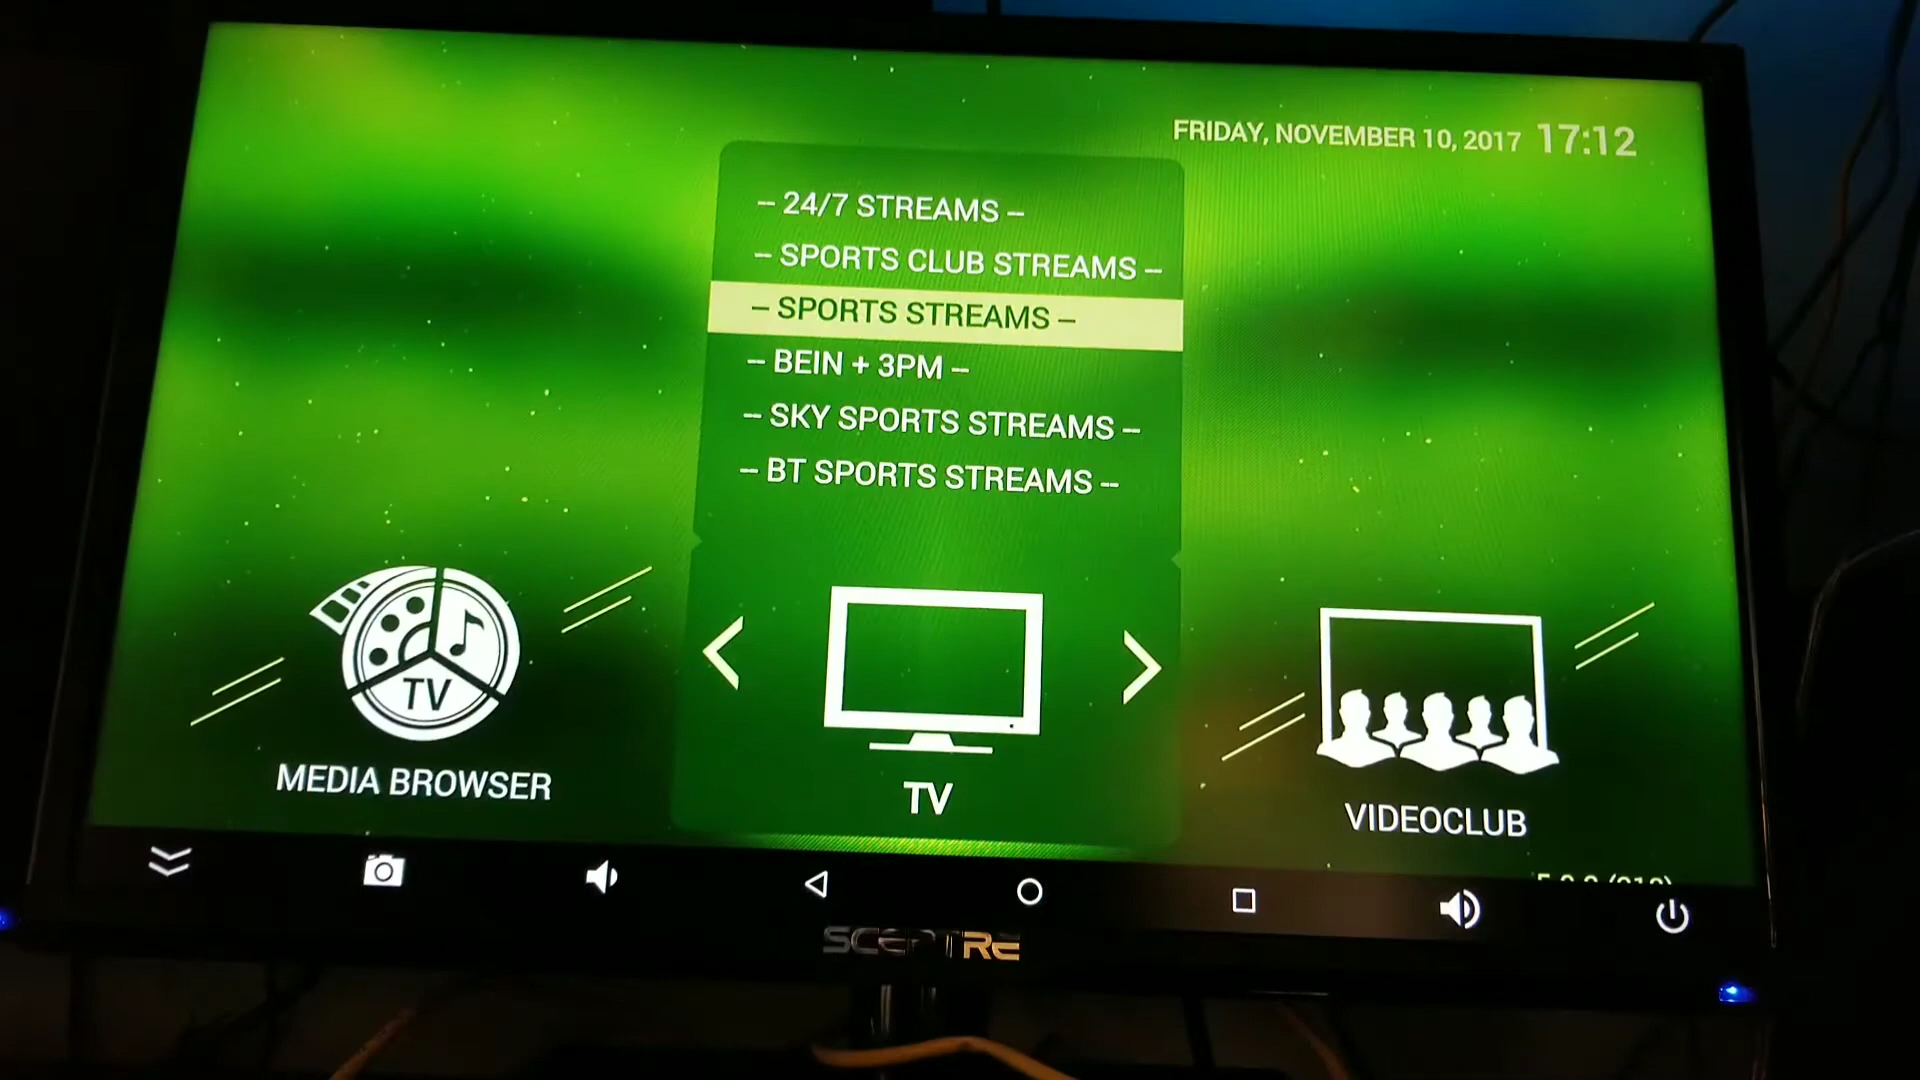 FRIDAY, NOVEMBER 10, 2017 17:12
-- 24/7 STREAMS --
-- SPORTS CLUB STREAMS --
-- SPORTS STREAMS --
-- BEIN + 3PM --
-- SKY SPORTS STREAMS --
-- BT SPORTS STREAMS --
TV
MEDIA BROWSER
TV
VIDEOCLUB
SCEPTRE